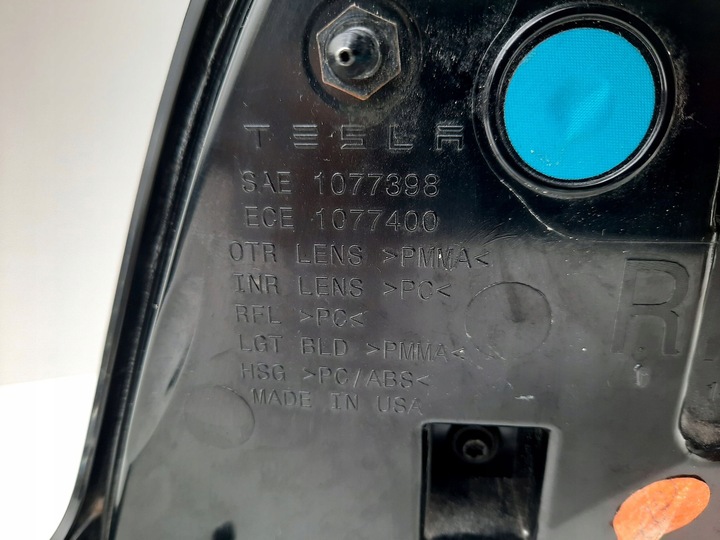 TESLA
SAE 1077398
ECE 1077400
OTR LENS >PMMA<
INR LENS >PC<
RFL >PC<
LGT BLD >PMMA<
HSG >PC/ABS<
MADE IN USA
R